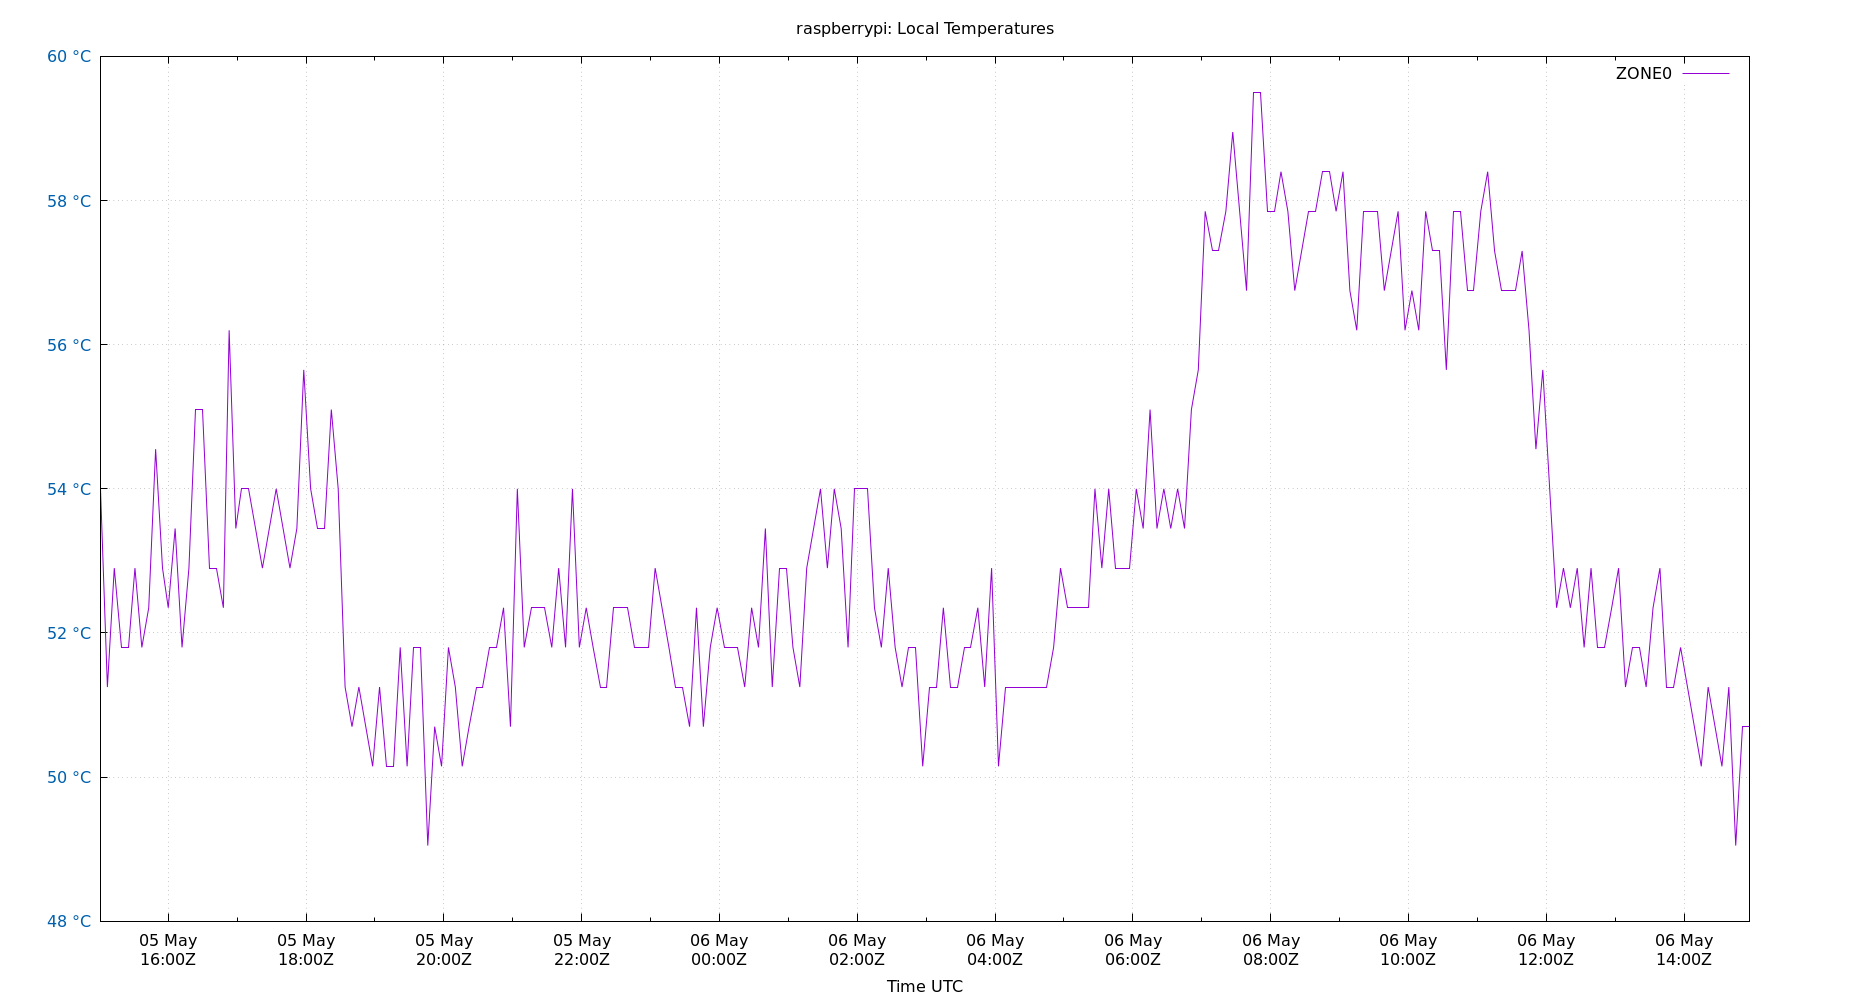 raspberrypi: Local Temperatures
60 °C
ZONE0
58 °C
56 °C
54 °C
52 °C
50 °C
48 °C
05 May 05 May 05 May 05 May 06 May 06 May 06 May 06 May 06 May 06 May 06 May 06 May
16:00Z 18:00Z 20:00Z 22:00Z 00:00Z 02:00Z 04:00Z 06:00Z 08:00Z 10:00Z 12:00Z 14:00Z
Time UTC